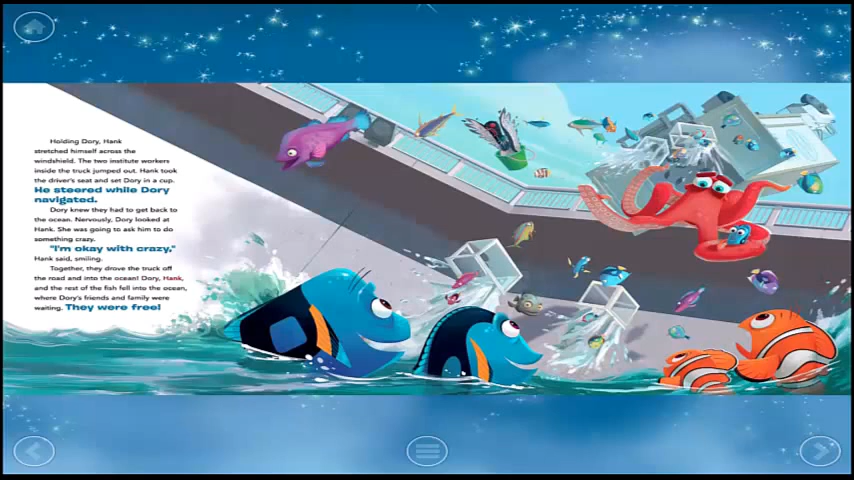 Holding Dory, Hank
stretched himself across the
windshield. The two institute workers
inside the truck jumped out. Hank took
the driver's seat and set Dory in a cup.
He steered while Dory
navigated.
Dory knew they had to get back to
the ocean. Nervously, Dory looked at
Hank. She was going to ask him to do
something crazy.
"I'm okay with crazy,"
Hank said, smiling.
Together, they drove the truck off
the road and into the ocean! Dory, Hank,
and the rest of the fish fell into the ocean,
where Dory's friends and family were
waiting. They were free!